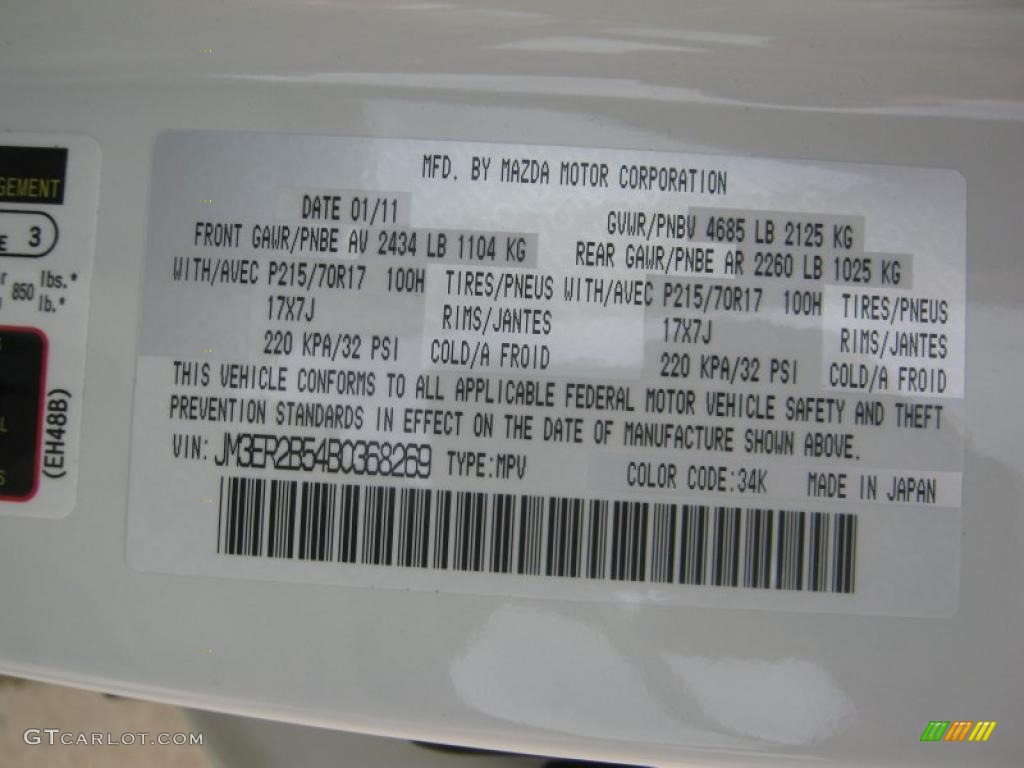 MFD. BY MAZDA MOTOR CORPORATION
DATE 01/11 GVWR/PNBV 4685 LB 2125 KG
FRONT GAWR/PNBE AV 2434 LB 1104 KG REAR GAWR/PNBE AR 2260 LB 1025 KG
WITH/AVEC P215/70R17 100H TIRES/PNEUS WITH/AVEC P215/70R17 100H TIRES/PNEUS
17X7J RIMS/JANTES 17X7J RIMS/JANTES
220 KPA/32 PSI COLD/A FROID 220 KPA/32 PSI COLD/A FROID
THIS VEHICLE CONFORMS TO ALL APPLICABLE FEDERAL MOTOR VEHICLE SAFETY AND THEFT
PREVENTION STANDARDS IN EFFECT ON THE DATE OF MANUFACTURE SHOWN ABOVE.
VIN: JM3ER2B54B0368269 TYPE:MPV COLOR CODE:34K MADE IN JAPAN
3
850 lbs.*
lb.*
(EH48B)
GTCARLOT.COM